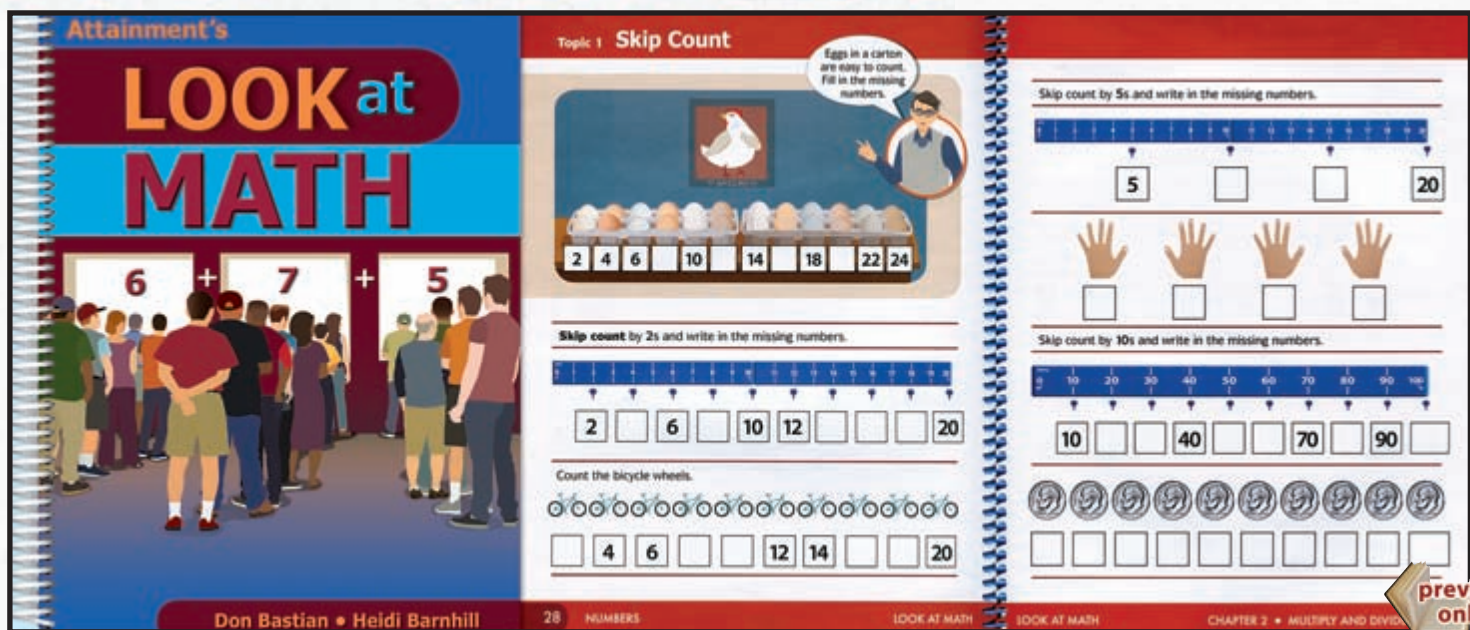 Attainment's
LOOK at
MATH
6 + 7 + 5
Don Bastian • Heidi Barnhill
Topic 1 Skip Count
Eggs in a carton
are easy to count.
Fill in the missing
numbers.
2 4 6 10 14 18 22 24
Skip count by 2s and write in the missing numbers.
2 6 10 12 20
Count the bicycle wheels.
4 6 12 14 20
28 NUMBERS LOOK AT MATH
Skip count by 5s and write in the missing numbers.
5 20
Skip count by 10s and write in the missing numbers.
0 10 20 30 40 50 60 70 80 90 100
10 40 70 90
LOOK AT MATH CHAPTER 2 • MULTIPLY AND DIVID
prev
onl